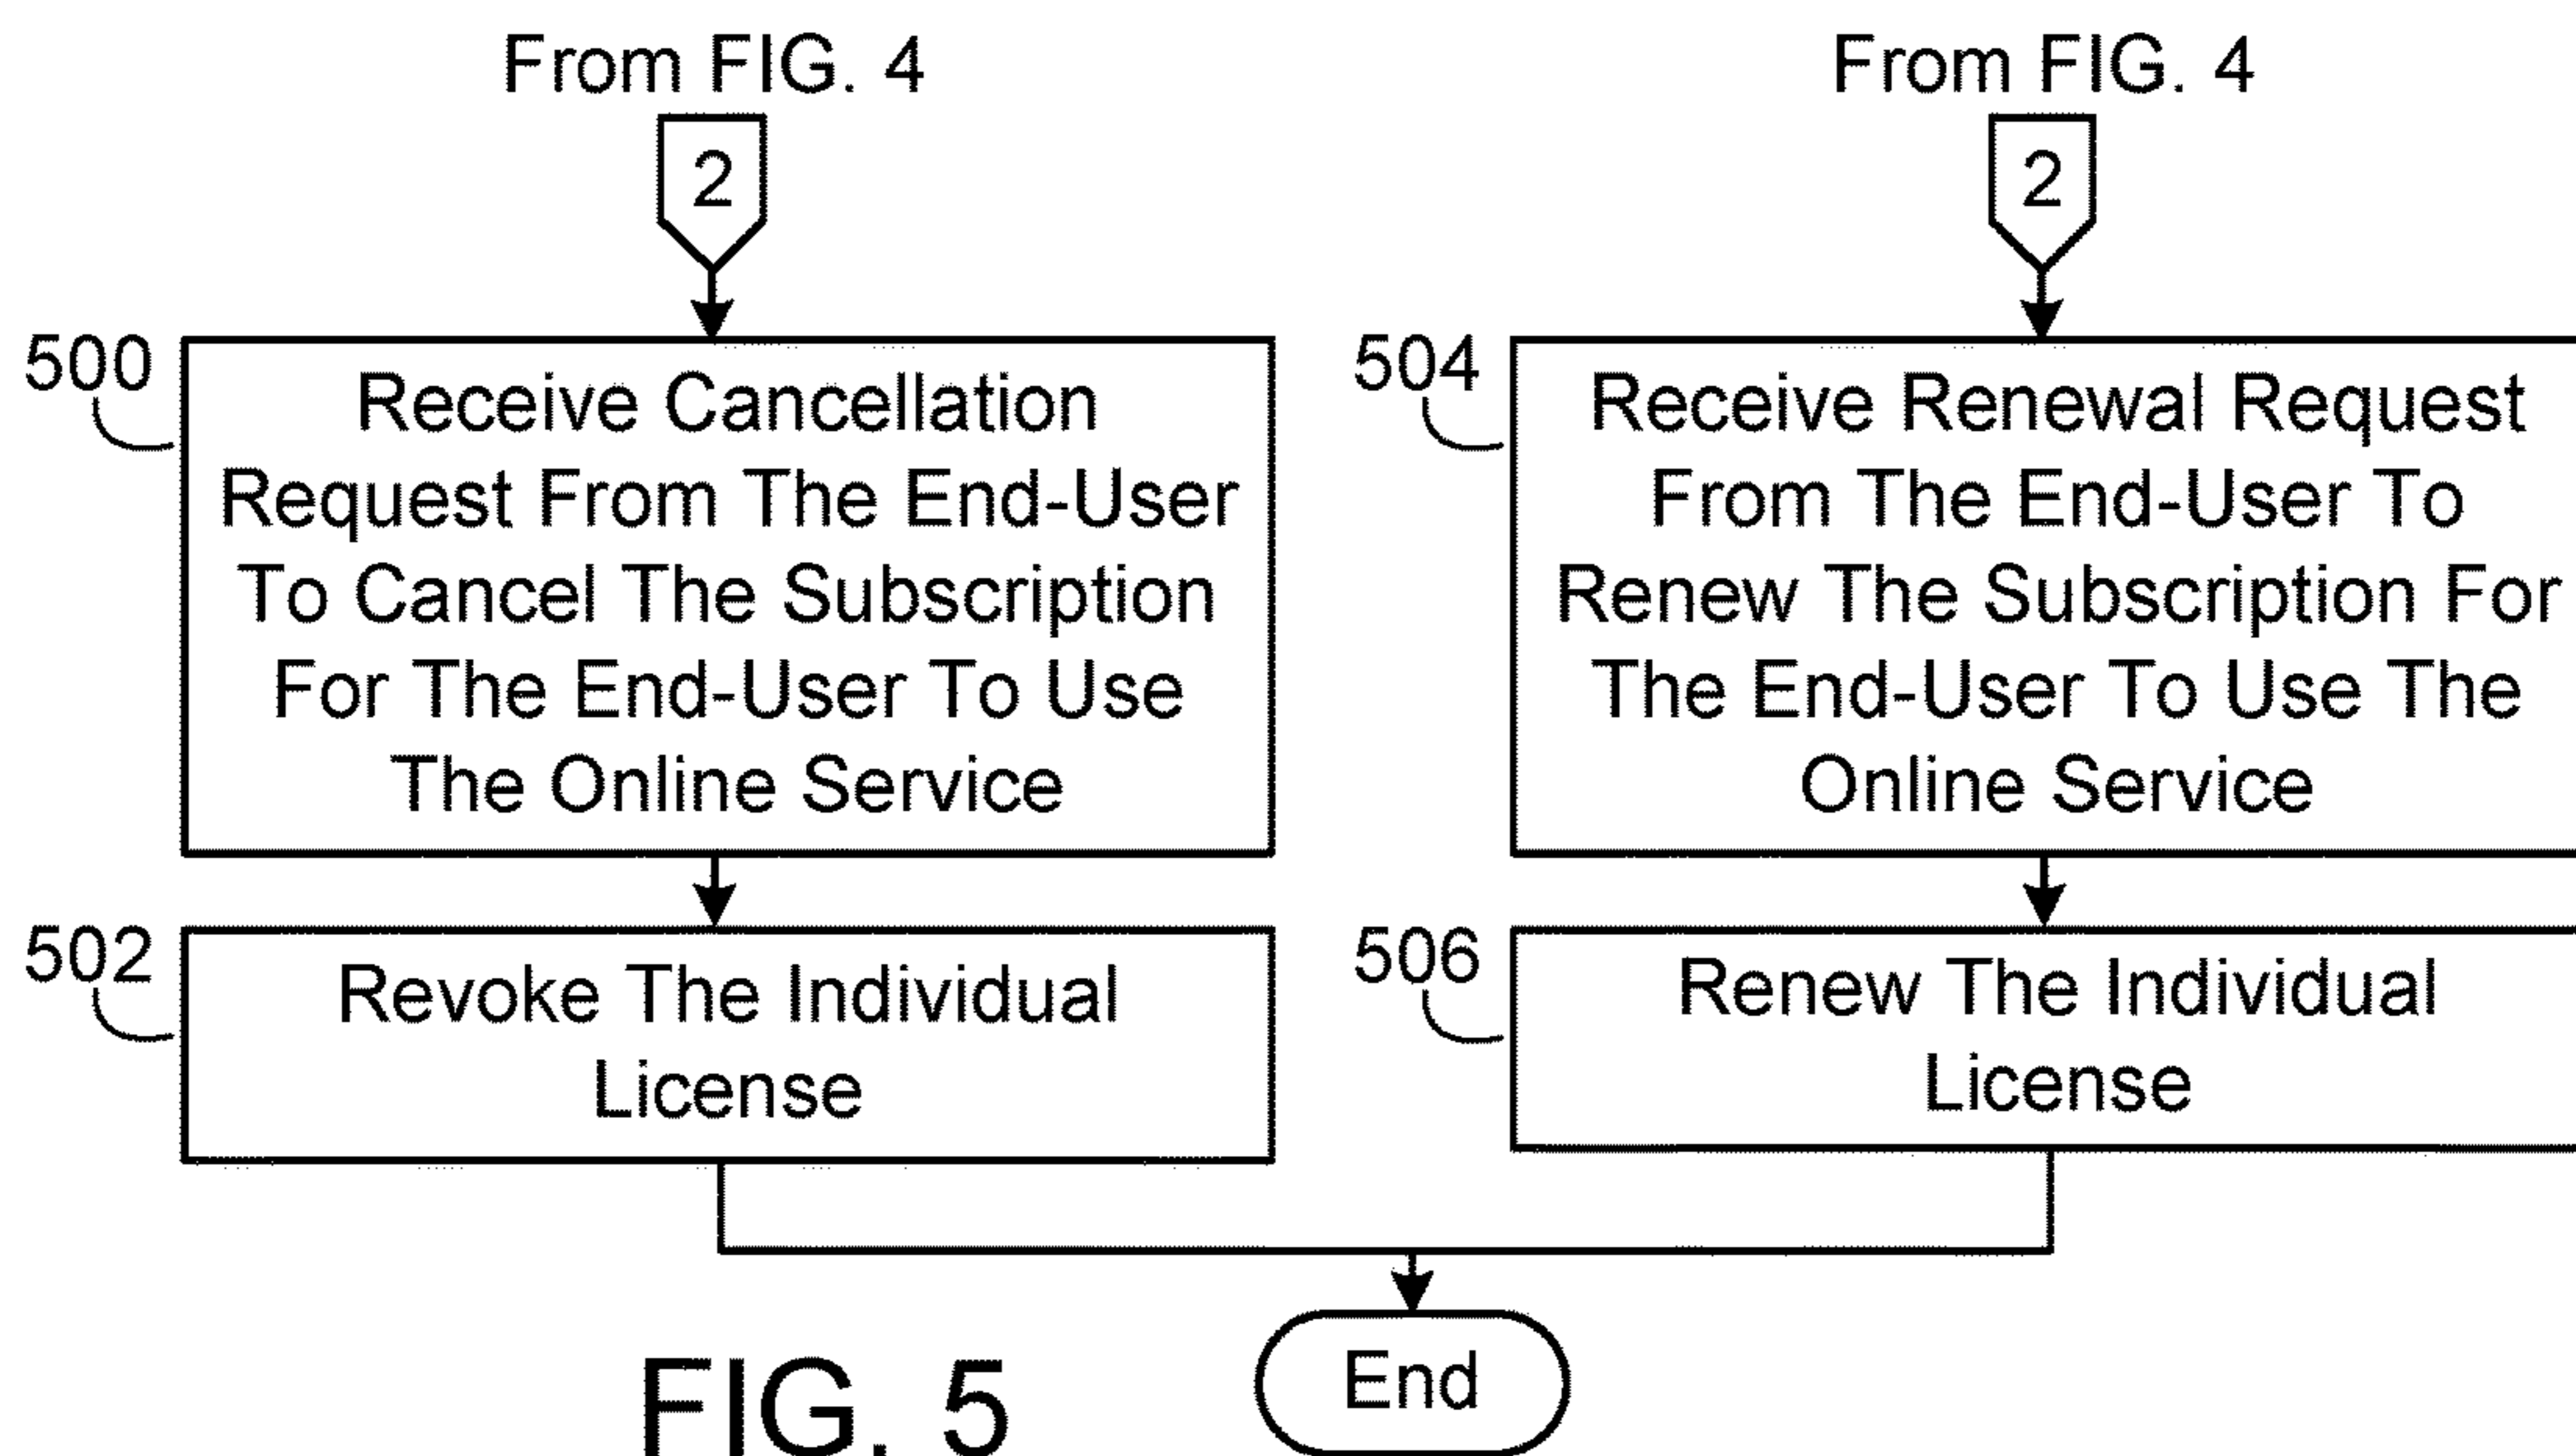 From FIG. 4
2
500
Receive Cancellation
Request From The End-User
To Cancel The Subscription
For The End-User To Use
The Online Service
502
Revoke The Individual
License
From FIG. 4
2
504
Receive Renewal Request
From The End-User To
Renew The Subscription For
The End-User To Use The
Online Service
506
Renew The Individual
License
End
FIG. 5